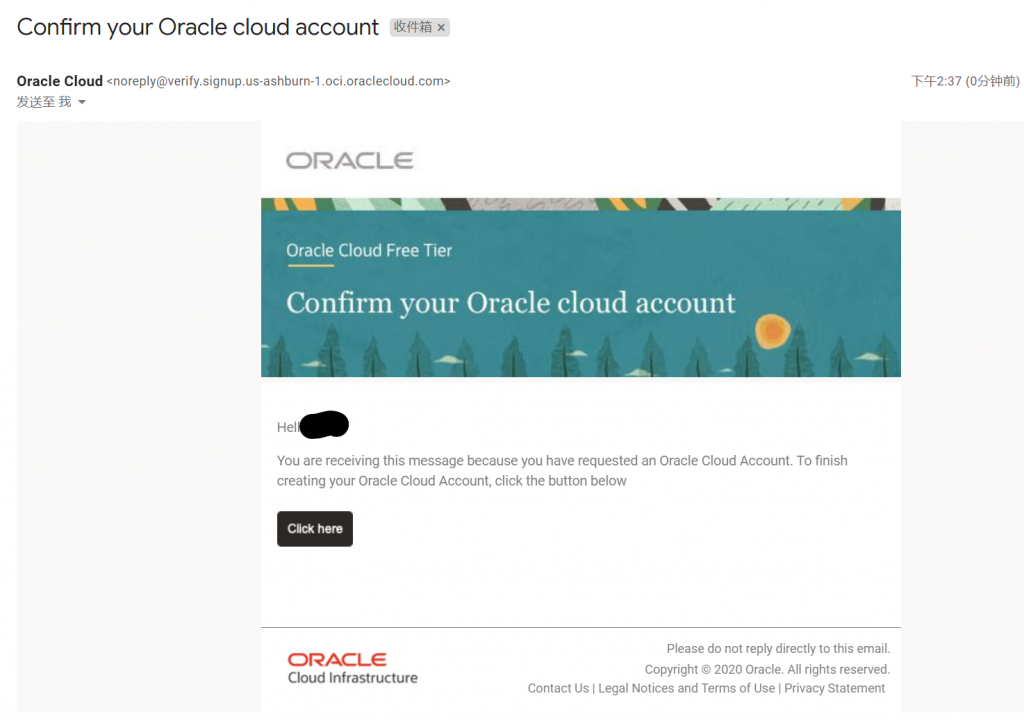 Confirm your Oracle cloud account 收件箱 ×
Oracle Cloud <noreply@verify.signup.us-ashburn-1.oci.oraclecloud.com> 下午2:37 (0分钟前)
发送至 我
ORACLE
Oracle Cloud Free Tier
Confirm your Oracle cloud account
Hell
You are receiving this message because you have requested an Oracle Cloud Account. To finish
creating your Oracle Cloud Account, click the button below
Click here
ORACLE
Cloud Infrastructure
Please do not reply directly to this email.
Copyright © 2020 Oracle. All rights reserved.
Contact Us | Legal Notices and Terms of Use | Privacy Statement